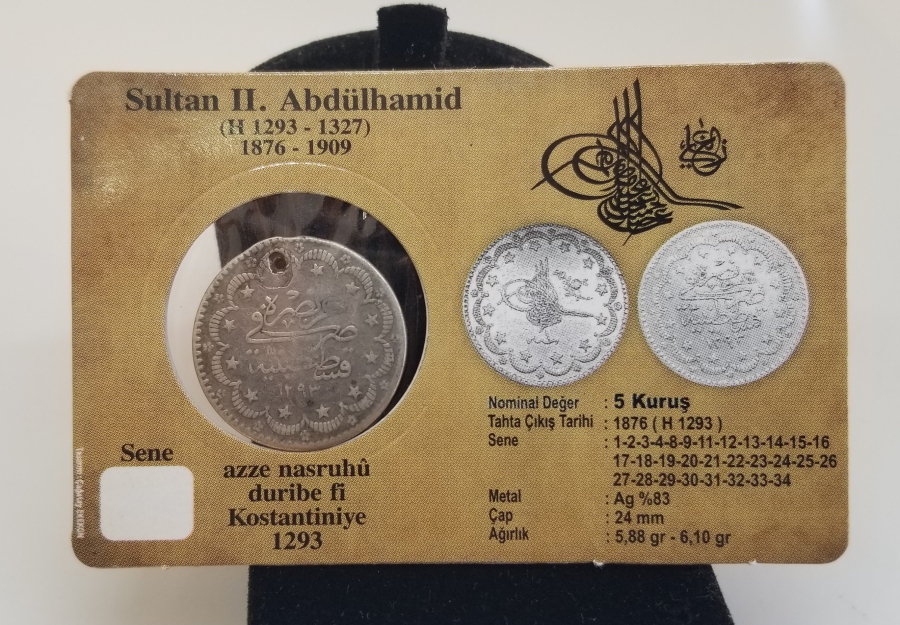 Sultan II. Abdülhamid
(H 1293 - 1327)
1876 - 1909
١٢٩٣
Sene
azze nasruhû
duribe fî
Kostantiniye
1293
Nominal Değer : 5 Kuruş
Tahta Çıkış Tarihi : 1876 ( H 1293 )
Sene : 1-2-3-4-8-9-11-12-13-14-15-16
17-18-19-20-21-22-23-24-25-26
27-28-29-30-31-32-33-34
Metal : Ag %83
Çap : 24 mm
Ağırlık : 5,88 gr - 6,10 gr